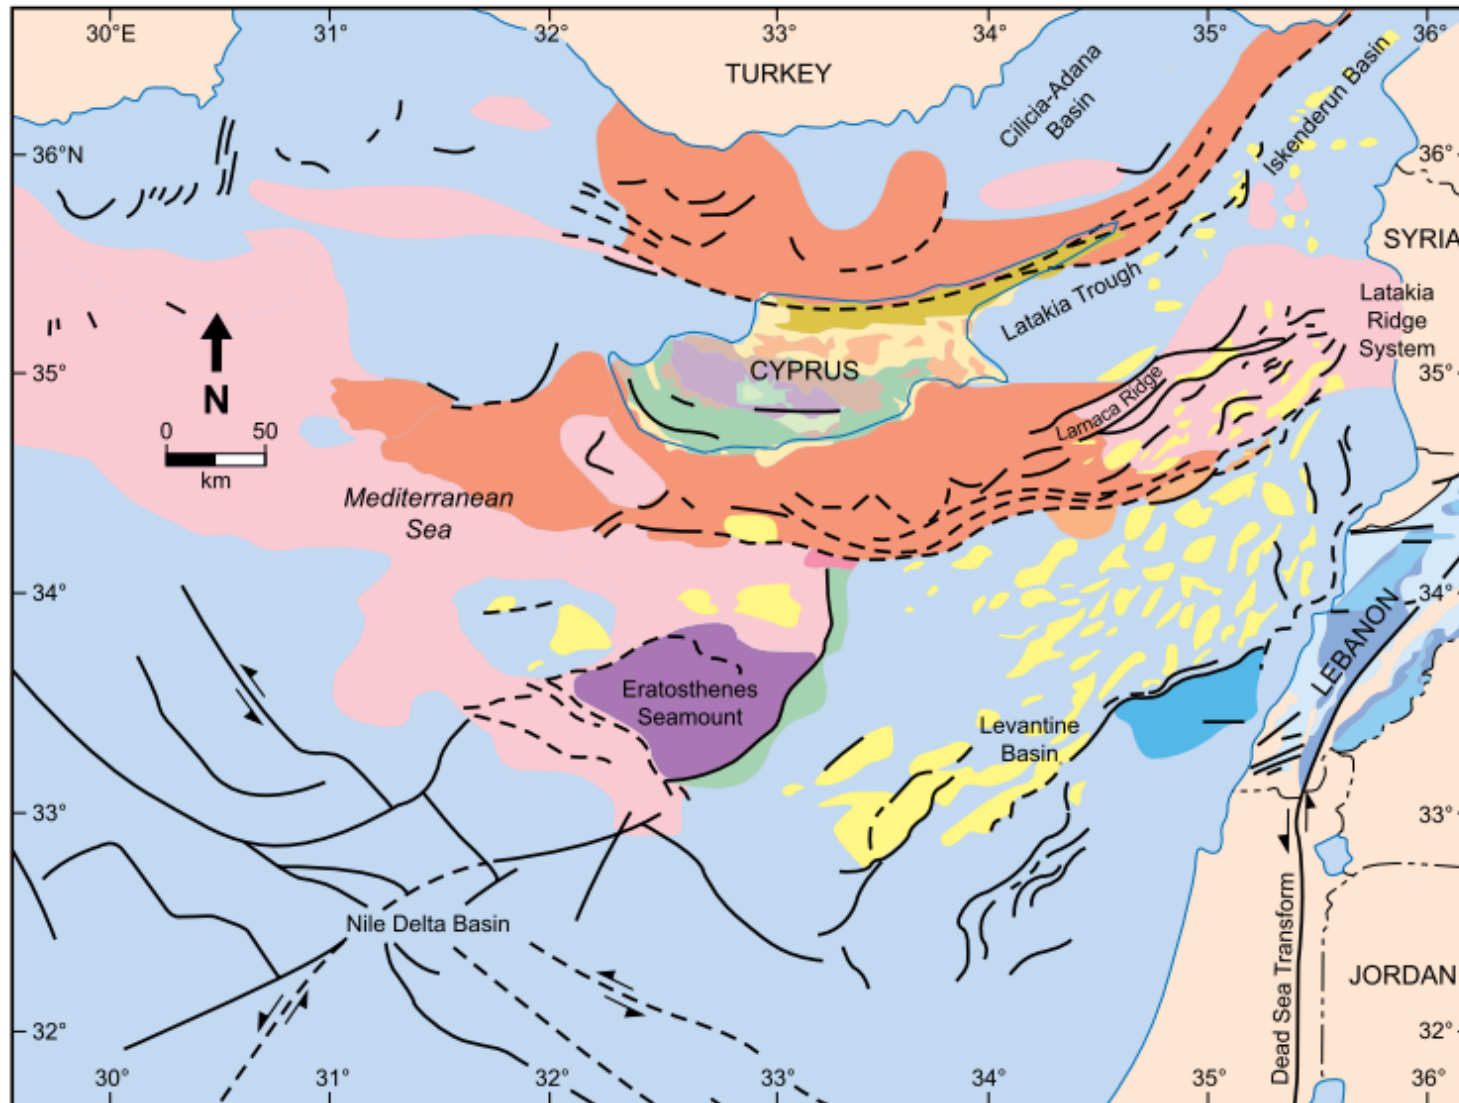 30°E
31°
32°
33°
34°
35°
36°
TURKEY
Cilicia-Adana
Basin
Iskenderun Basin
36°N
36°
SYRIA
Latakia Trough
Latakia
Ridge
System
35°
CYPRUS
35°
N
Larnaca Ridge
0
50
km
Mediterranean
Sea
34°
34°
LEBANON
Eratosthenes
Seamount
Levantine
Basin
33°
33°
Nile Delta Basin
Dead Sea Transform
JORDAN
32°
32°
30°
31°
32°
33°
34°
35°
36°